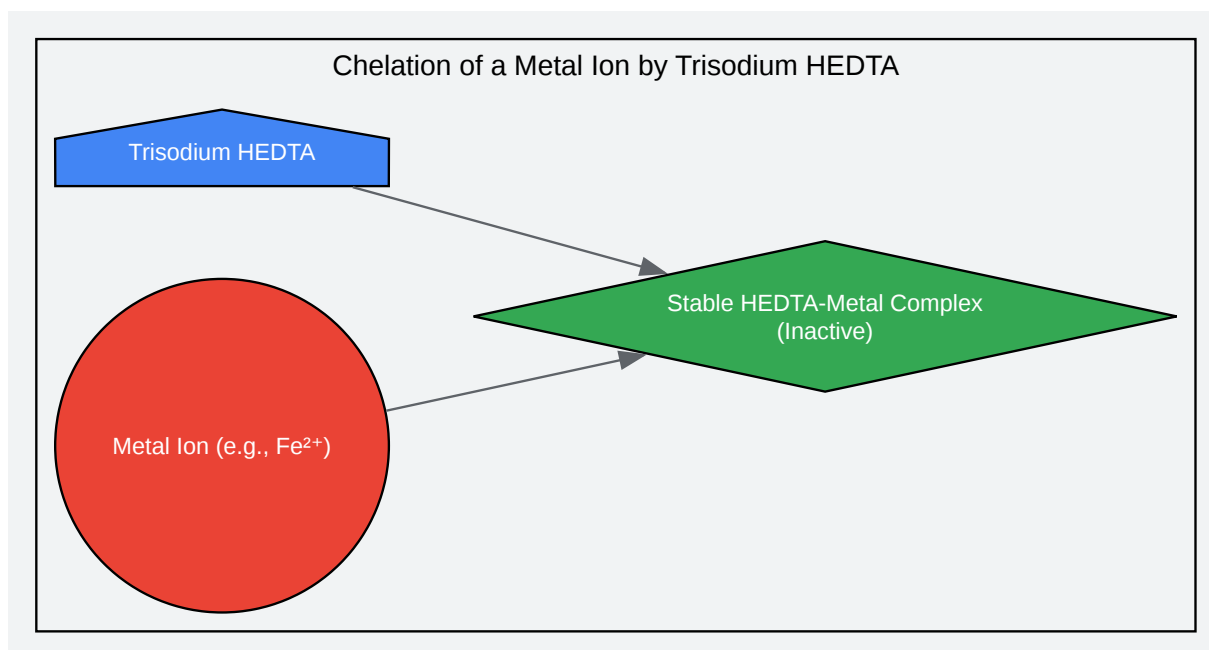 Chelation of a Metal Ion by Trisodium HEDTA
Trisodium HEDTA
Stable HEDTA-Metal Complex
(Inactive)
Metal Ion (e.g., Fe²⁺)